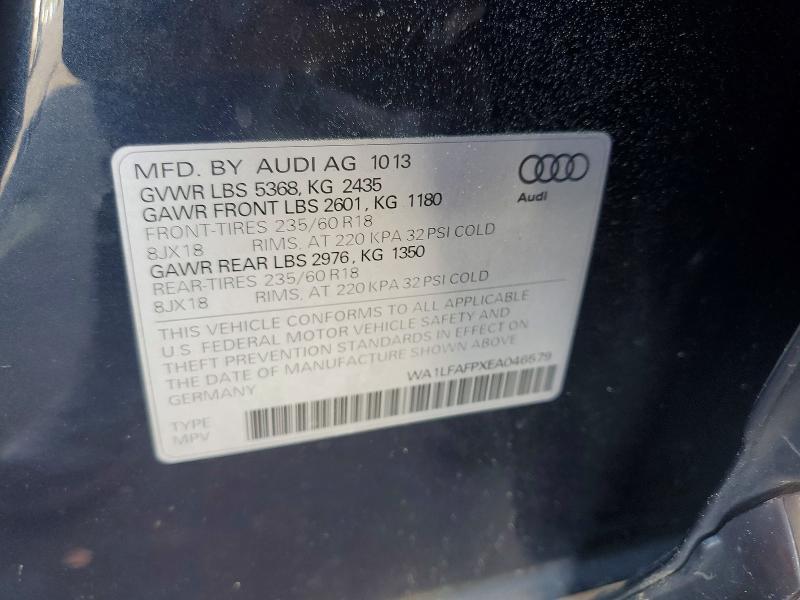 MFD. BY AUDI AG 10 13
GVWR LBS 5368, KG 2435
GAWR FRONT LBS 2601, KG 1180
FRONT-TIRES 235/60 R18
8JX18 RIMS, AT 220 KPA 32 PSI COLD
GAWR REAR LBS 2976, KG 1350
REAR-TIRES 235/60 R18
8JX18 RIMS, AT 220 KPA 32 PSI COLD
THIS VEHICLE CONFORMS TO ALL APPLICABLE
U.S FEDERAL MOTOR VEHICLE SAFETY AND
THEFT PREVENTION STANDARDS IN EFFECT ON
THE DATE OF MANUFACTURE SHOWN ABOVE
GERMANY
WA1LFAFPXEA046579
TYPE
MPV
Audi